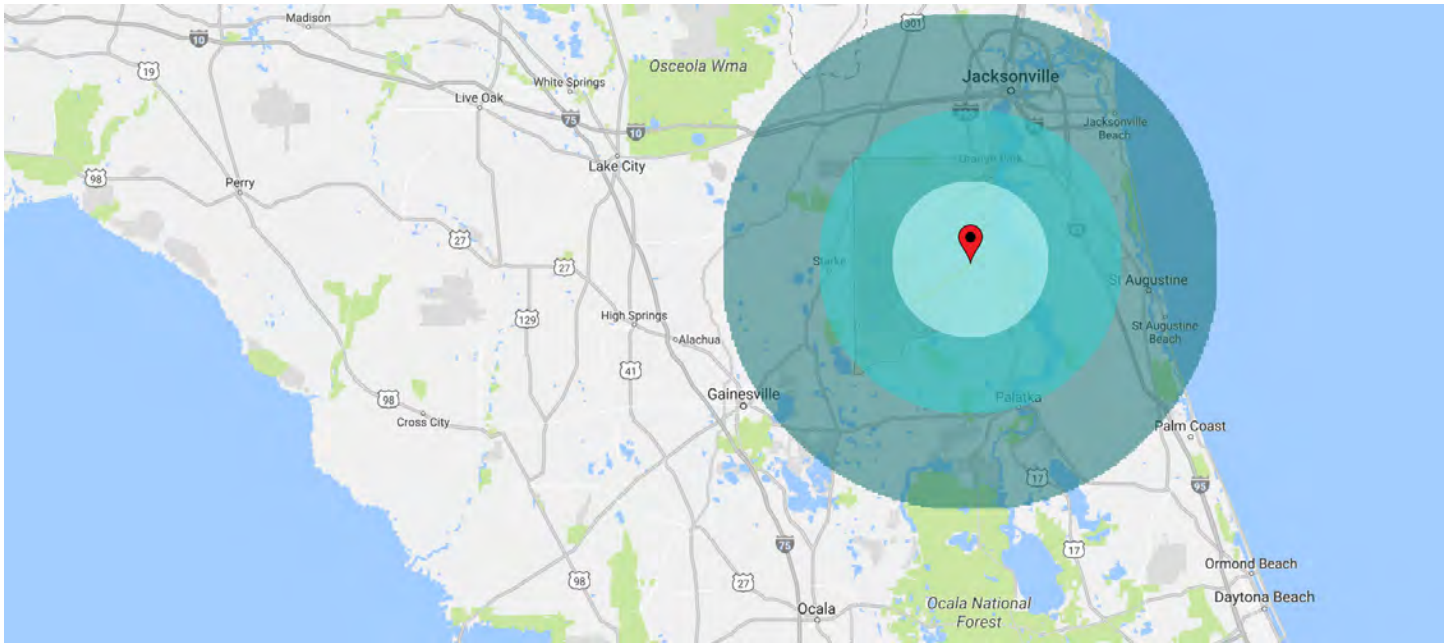 Madison
301
10
Osceola Wma
19
White Springs
Jacksonville
Live Oak
75
10
Jacksonville
Beach
Lake City
98
Perry
27
27
Starke
St Augustine
129
High Springs
St Augustine
Beach
Alachua
41
98
Gainesville
Cross City
Palatka
Palm Coast
17
95
75
17
98
27
Ormond Beach
Ocala
Ocala National
Forest
Daytona Beach